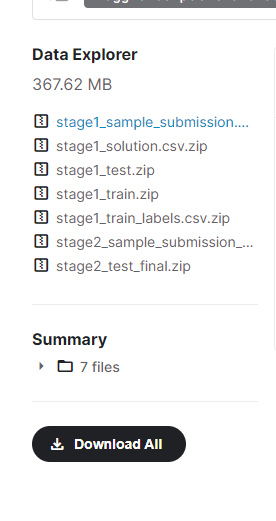 Data Explorer
367.62 MB
stage1_sample_submission....
stage1_solution.csv.zip
stage1_test.zip
stage1_train.zip
stage1_train_labels.csv.zip
stage2_sample_submission_...
stage2_test_final.zip
Summary
7 files
Download All